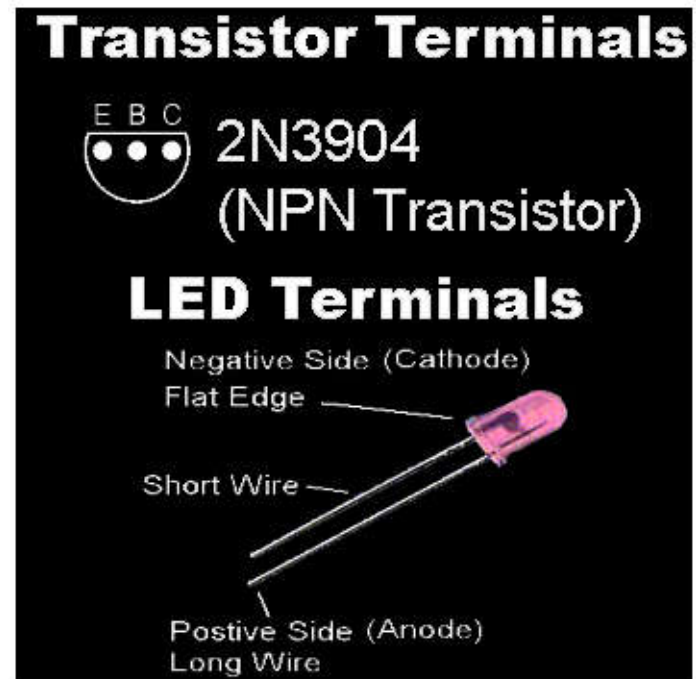 Transistor Terminals
E B C
2N3904
(NPN Transistor)
LED Terminals
Negative Side (Cathode)
Flat Edge
Short Wire
Postive Side (Anode)
Long Wire